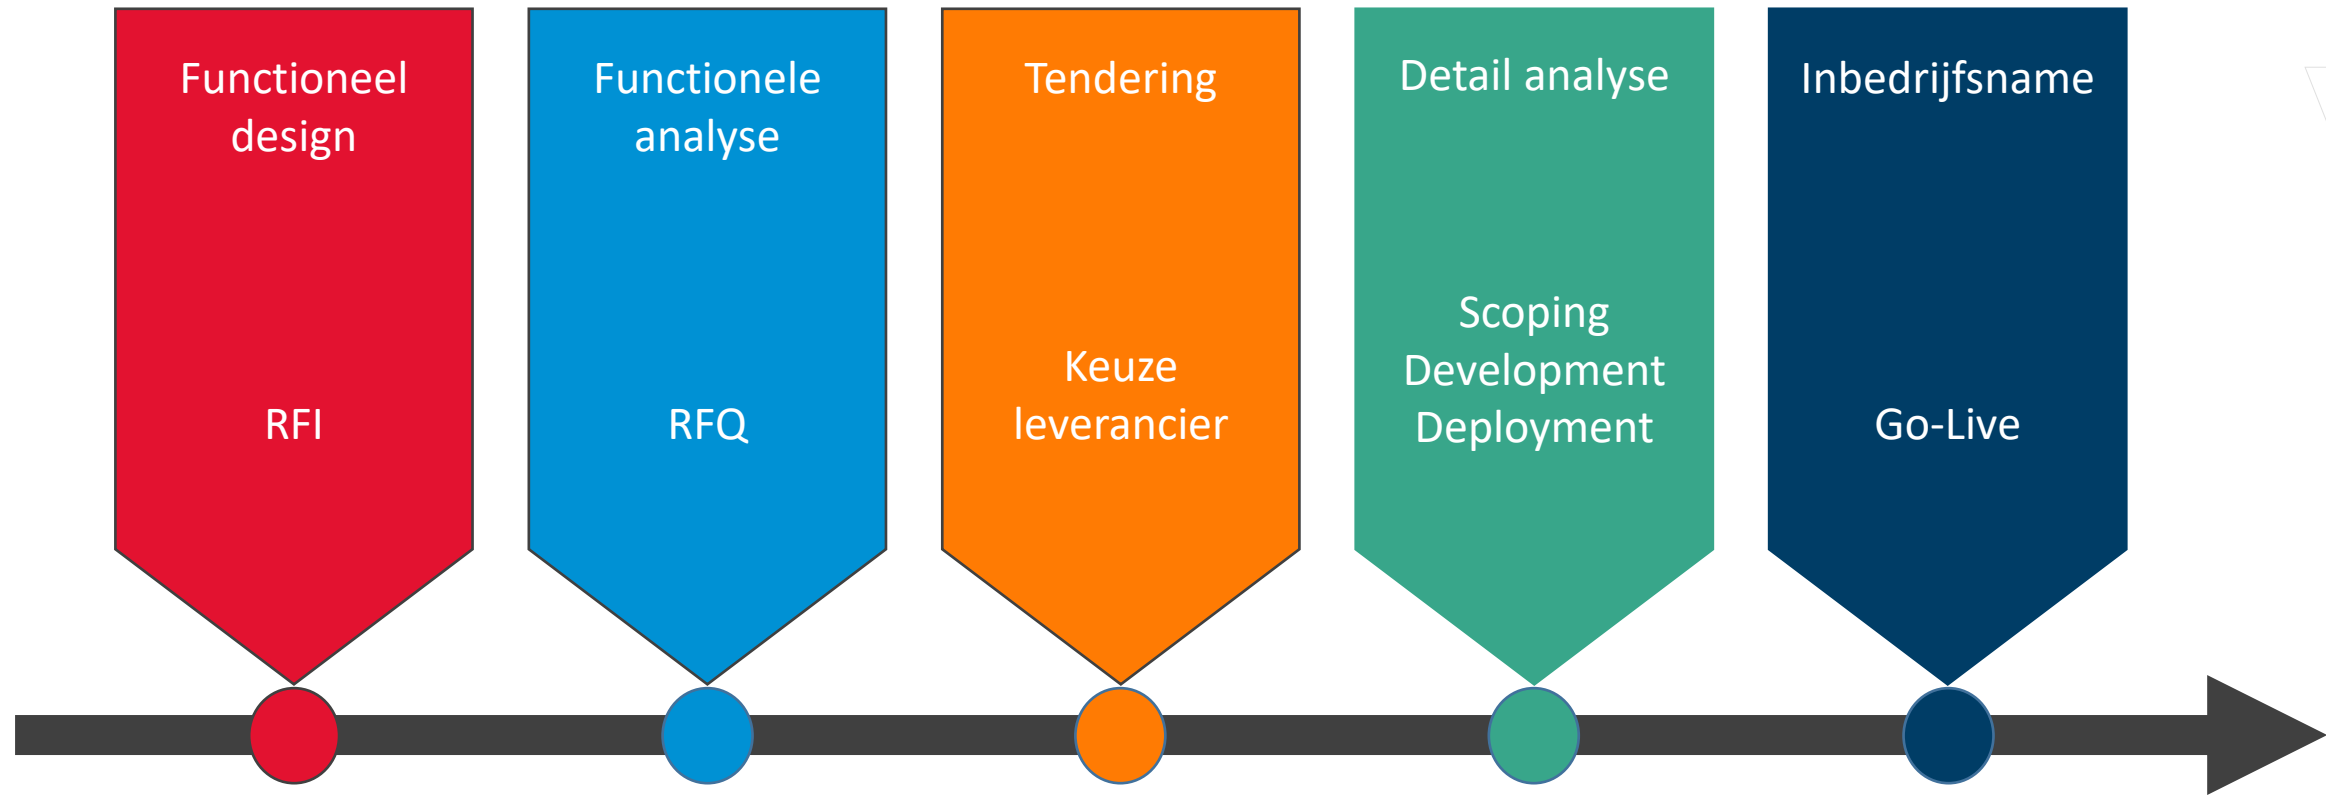 Functioneel
design
RFI
Functionele
analyse
RFQ
Tendering
Keuze
leverancier
Detail analyse
Scoping
Development
Deployment
Inbedrijfsname
Go-Live